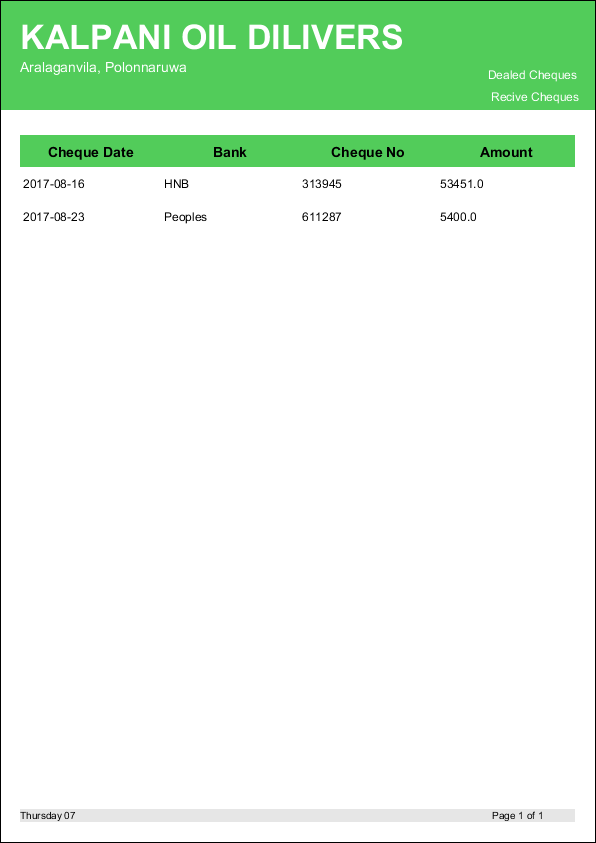 KALPANI OIL DILIVERS
Aralaganvila, Polonnaruwa
Dealed Cheques
Recive Cheques
Cheque Date Bank Cheque No Amount
2017-08-16 HNB 313945 53451.0
2017-08-23 Peoples 611287 5400.0
Thursday 07 Page 1 of 1